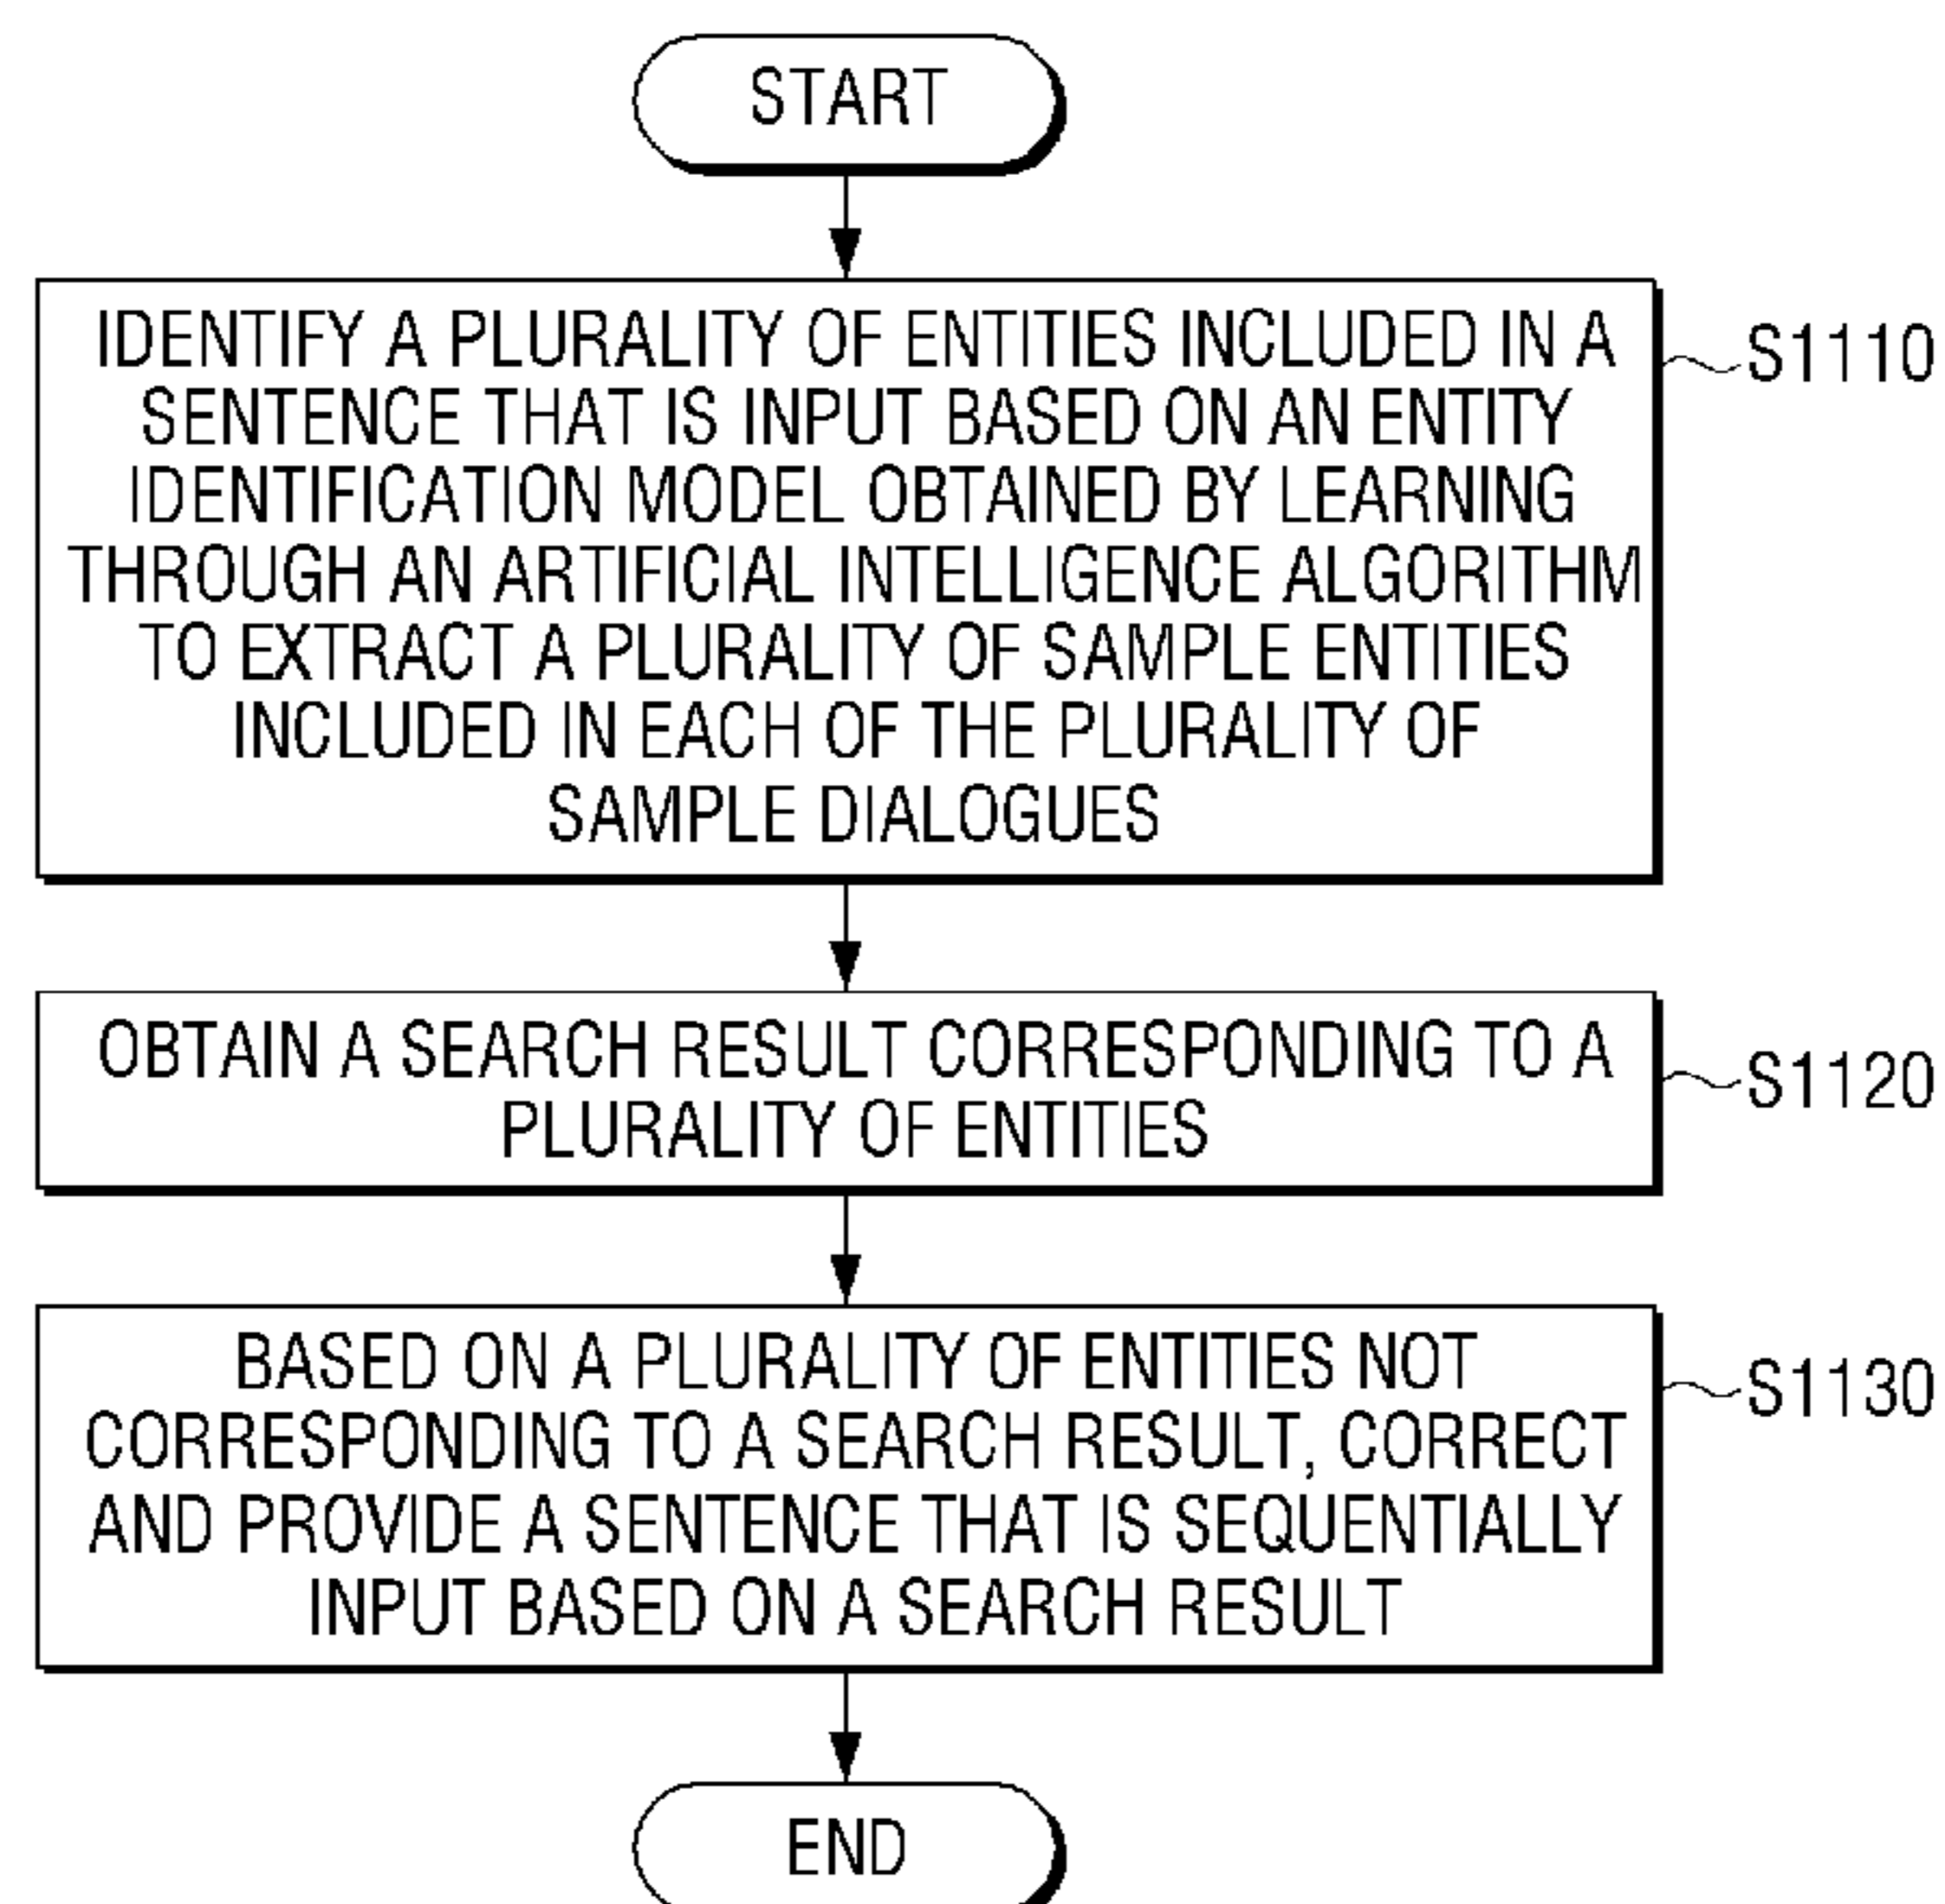 START
IDENTIFY A PLURALITY OF ENTITIES INCLUDED IN A
SENTENCE THAT IS INPUT BASED ON AN ENTITY
IDENTIFICATION MODEL OBTAINED BY LEARNING
THROUGH AN ARTIFICIAL INTELLIGENCE ALGORITHM
TO EXTRACT A PLURALITY OF SAMPLE ENTITIES
INCLUDED IN EACH OF THE PLURALITY OF
SAMPLE DIALOGUES
S1110
OBTAIN A SEARCH RESULT CORRESPONDING TO A
PLURALITY OF ENTITIES
S1120
BASED ON A PLURALITY OF ENTITIES NOT
CORRESPONDING TO A SEARCH RESULT, CORRECT
AND PROVIDE A SENTENCE THAT IS SEQUENTIALLY
INPUT BASED ON A SEARCH RESULT
S1130
END